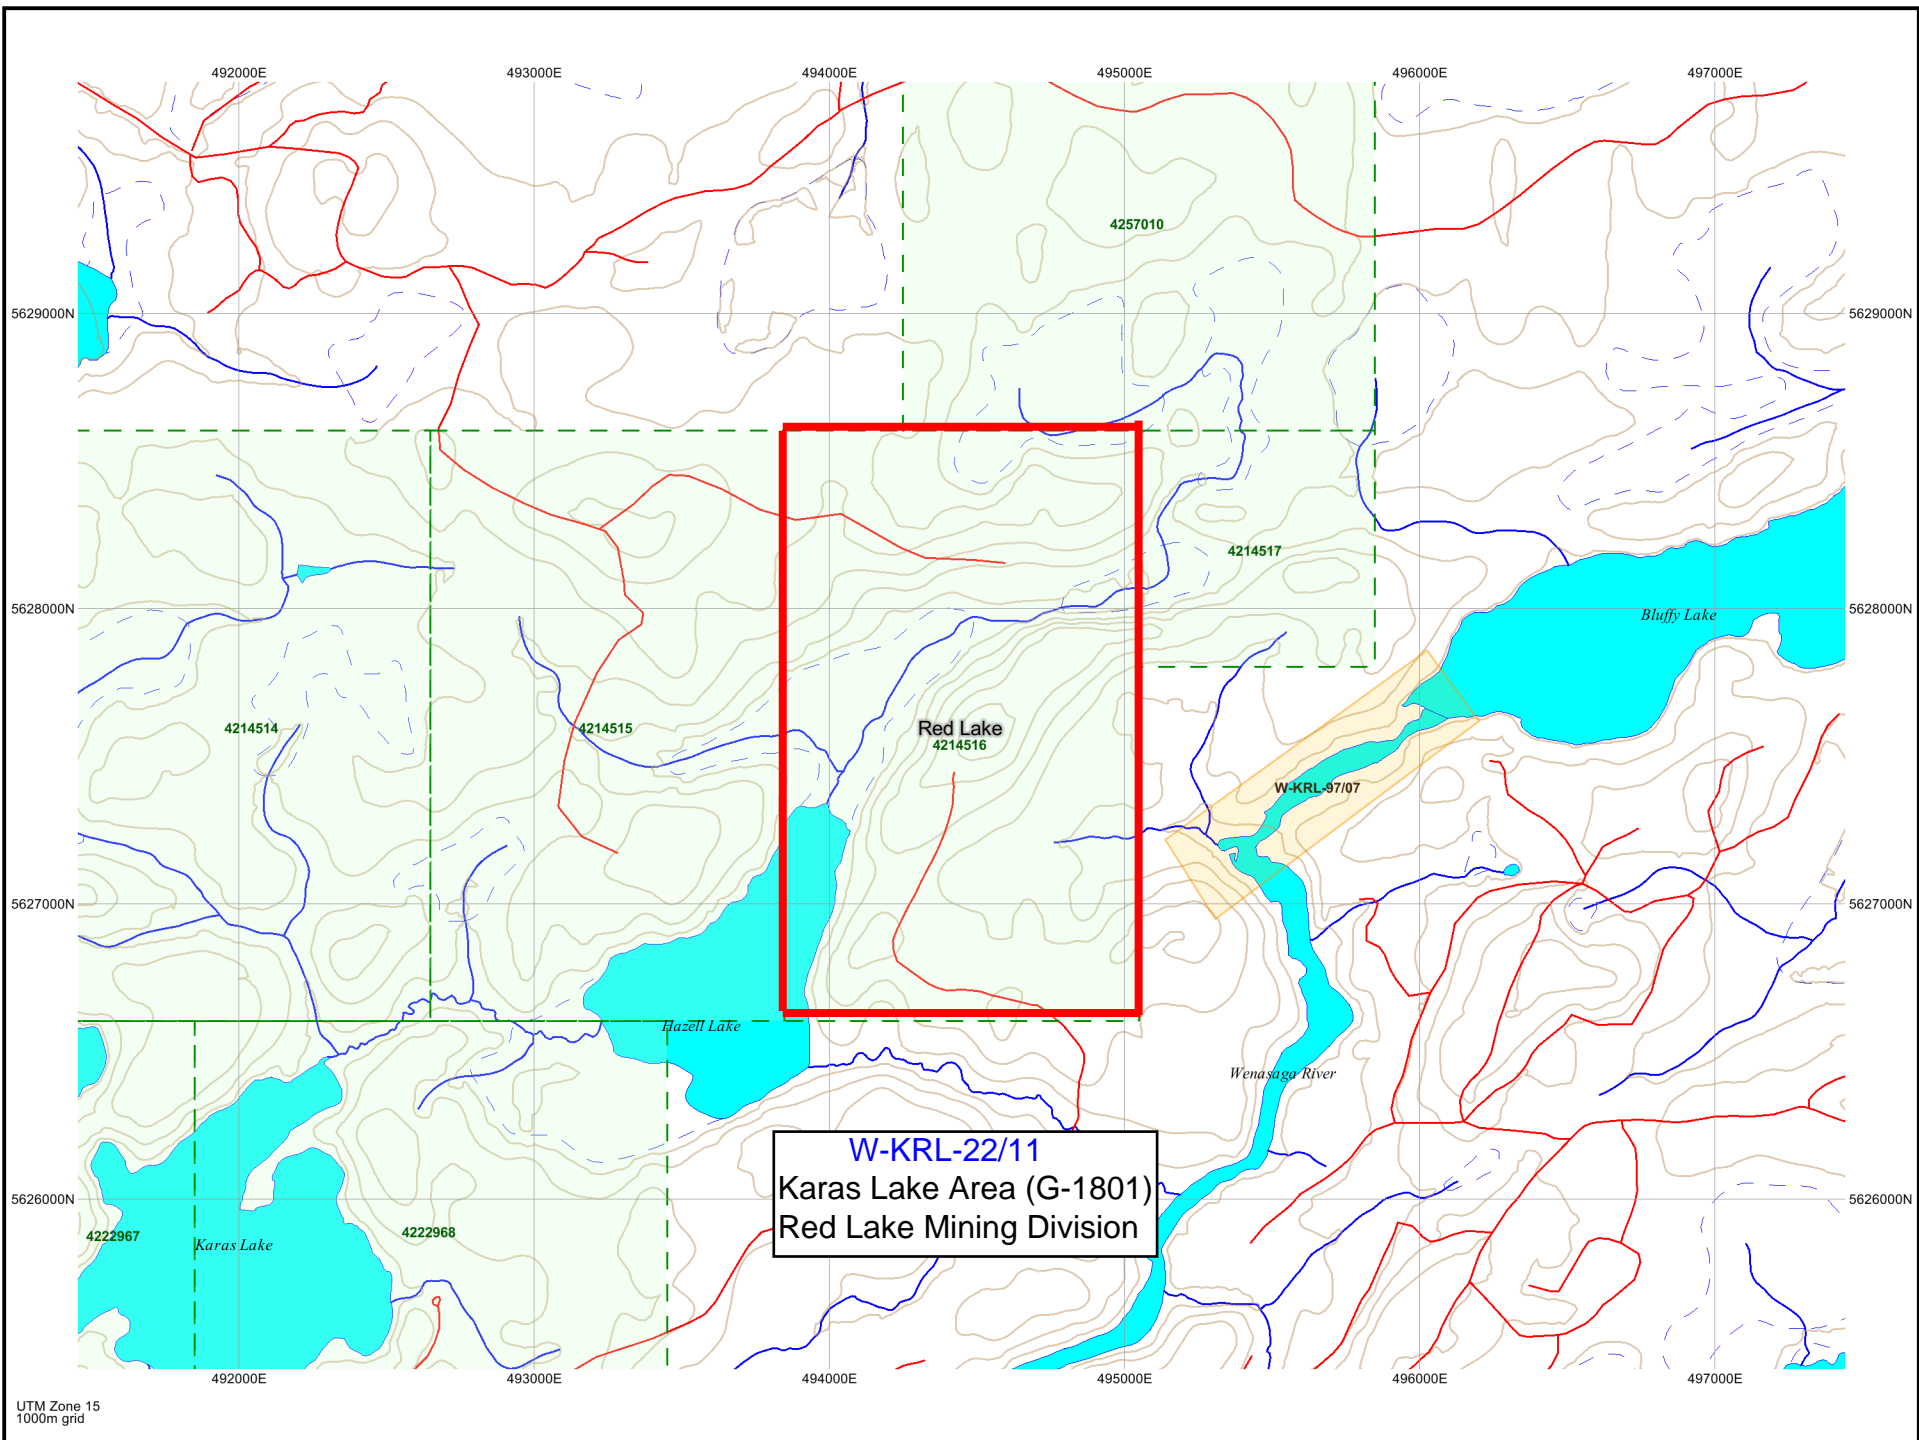 492000E 493000E 494000E 495000E 496000E 497000E
4257010
5629000N 5629000N
4214517
5628000N 5628000N
Bluffy Lake
4214514 4214515
Red Lake
4214516
W-KRL-97/07
5627000N 5627000N
Hazell Lake
Wenasaga River
W-KRL-22/11
Karas Lake Area (G-1801)
Red Lake Mining Division
5626000N 5626000N
4222967 4222968
Karas Lake
492000E 493000E 494000E 495000E 496000E 497000E
UTM Zone 15
1000m grid